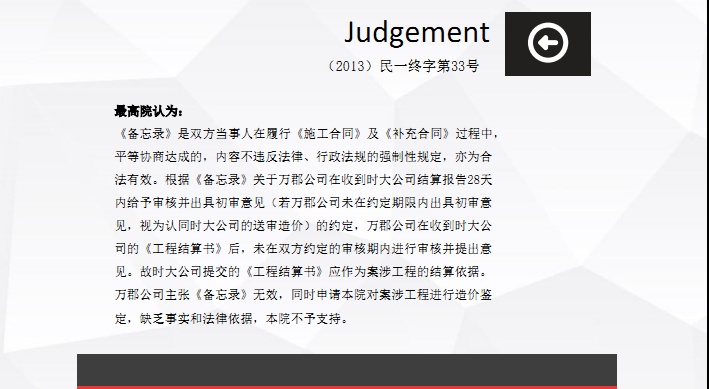 Judgement
（2013）民一终字第33号
最高院认为：
《备忘录》是双方当事人在履行《施工合同》及《补充合同》过程中，
平等协商达成的，内容不违反法律、行政法规的强制性规定，亦为合
法有效。根据《备忘录》关于万郡公司在收到时大公司结算报告28天
内给予审核并出具初审意见（若万郡公司未在约定期限内出具初审意
见，视为认同时大公司的送审造价）的约定，万郡公司在收到时大公
司的《工程结算书》后，未在双方约定的审核期内进行审核并提出意
见。故时大公司提交的《工程结算书》应作为案涉工程的结算依据。
万郡公司主张《备忘录》无效，同时申请本院对案涉工程进行造价鉴
定，缺乏事实和法律依据，本院不予支持。